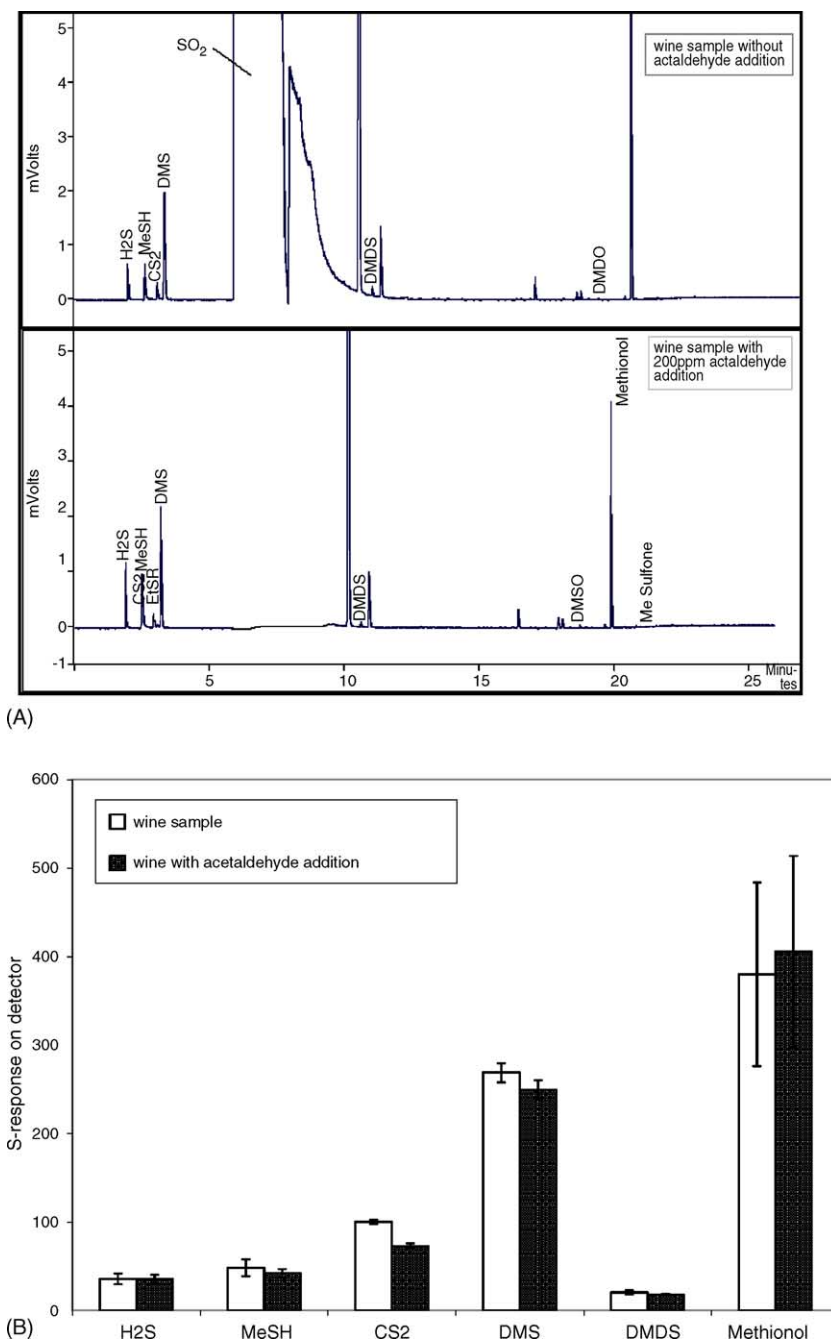 5
4
3
2
1
0
mVolts
SO2
H2S
MeSH
CS2
DMS
DMDS
DMDO
wine sample without
actaldehyde addition
5
4
3
2
1
0
-1
mVolts
H2S
CS2MeSH
EtSR
DMS
DMDS
DMSO
Methionol
Me Sulfone
wine sample with
200ppm actaldehyde
addition
5
10
15
20
25
Minu-
tes
(A)
600
500
400
300
200
100
0
S-response on detector
wine sample
wine with acetaldehyde addition
H2S
MeSH
CS2
DMS
DMDS
Methionol
(B)